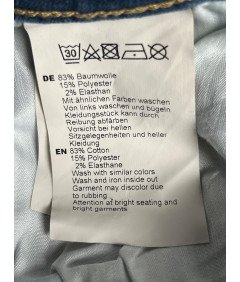 30
DE 83% Baumwolle
15% Polyester
2% Elasthan
Mit ähnlichen Farben waschen
Von links waschen und bügeln
Kleidungsstück kann durch
Reibung abfärben
Vorsicht bei hellen
Sitzgelegenheiten und heller
Kleidung
EN 83% Cotton
15% Polyester
2% Elasthane
Wash with similar colors
Wash and iron inside out
Garment may discolor due
to rubbing
Attention at bright seating and
bright garments